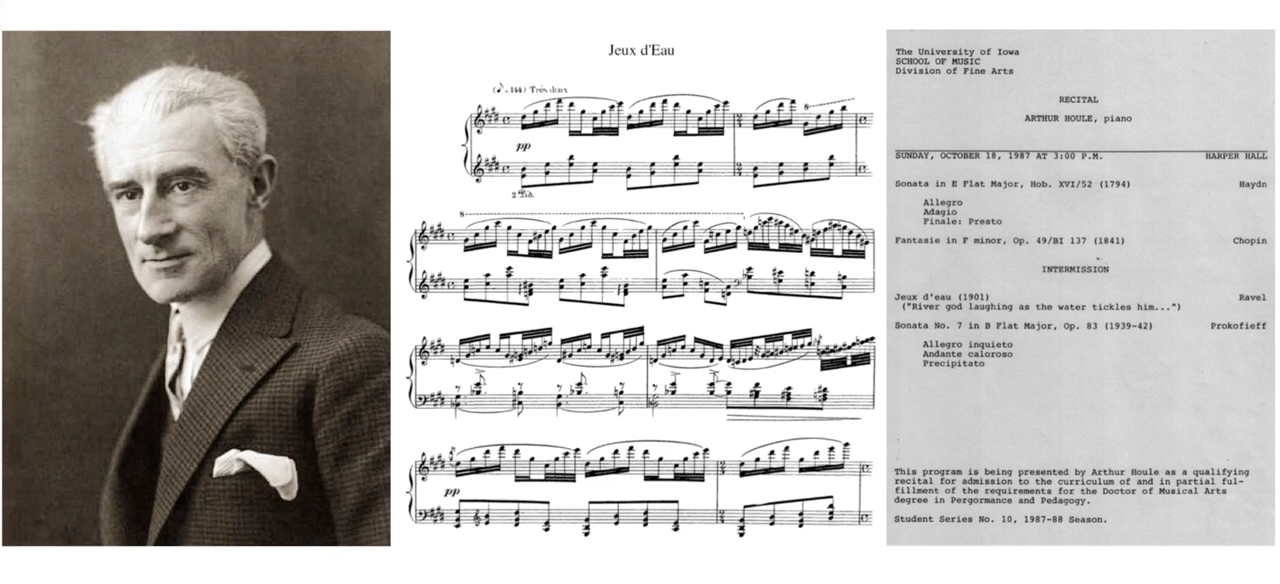 Jeux d'Eau
(♪=144) Très doux
8
pp
2 Ped.
8
pp
The University of Iowa
SCHOOL OF MUSIC
Division of Fine Arts
RECITAL
ARTHUR HOULE, piano
SUNDAY, OCTOBER 18, 1987 AT 3:00 P.M. HARPER HALL
Sonata in E Flat Major, Hob. XVI/52 (1794) Haydn
Allegro
Adagio
Finale: Presto
Fantasie in F minor, Op. 49/BI 137 (1841) Chopin
INTERMISSION
Jeux d'eau (1901) Ravel
("River god laughing as the water tickles him...")
Sonata No. 7 in B Flat Major, Op. 83 (1939-42) Prokofieff
Allegro inquieto
Andante caloroso
Precipitato
This program is being presented by Arthur Houle as a qualifying
recital for admission to the curriculum of and in partial ful-
fillment of the requirements for the Doctor of Musical Arts
degree in Pergormance and Pedagogy.
Student Series No. 10, 1987-88 Season.